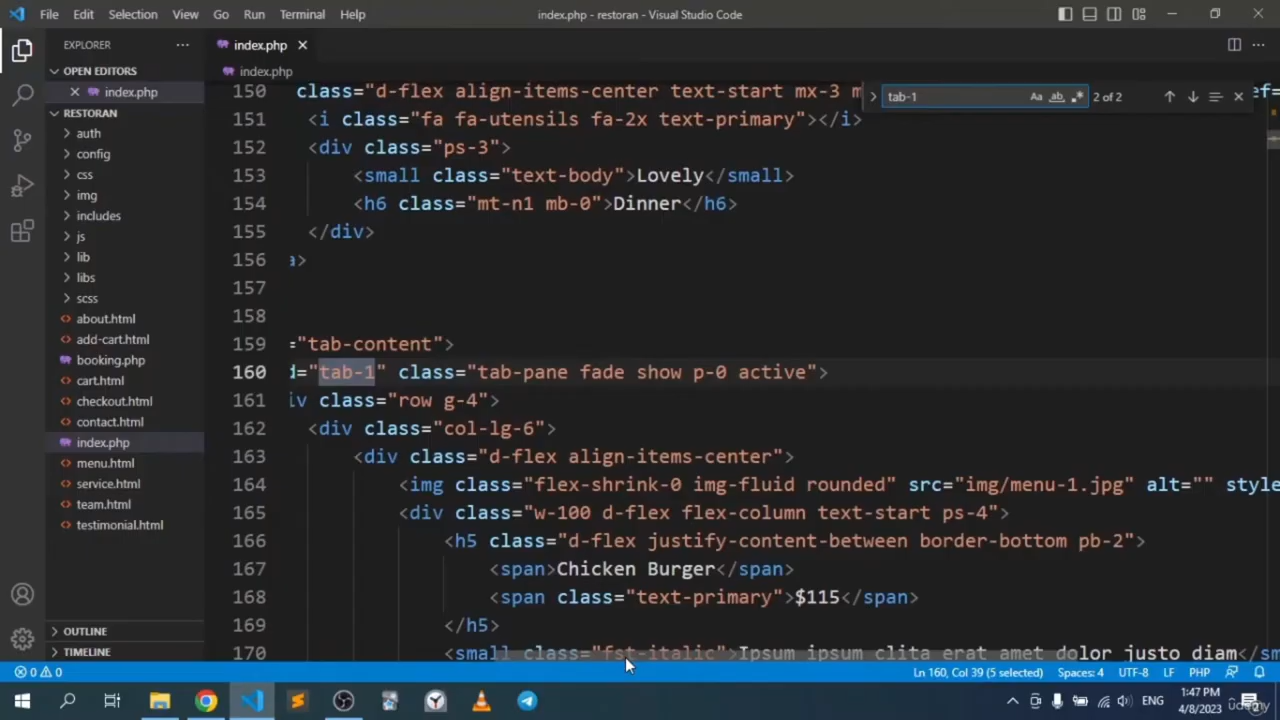 File Edit Selection View Go Run Terminal Help index.php - restoran - Visual Studio Code
EXPLORER
index.php
OPEN EDITORS
index.php
index.php
RESTORAN
auth
config
css
img
includes
js
lib
libs
scss
about.html
add-cart.html
booking.php
cart.html
checkout.html
contact.html
index.php
menu.html
service.html
team.html
testimonial.html
OUTLINE
TIMELINE
tab-1 Aa ab 2 of 2
150 class="d-flex align-items-center text-start mx-3 ef=
151 <i class="fa fa-utensils fa-2x text-primary"></i>
152 <div class="ps-3">
153 <small class="text-body">Lovely</small>
154 <h6 class="mt-n1 mb-0">Dinner</h6>
155 </div>
156 a>
157
158
159 ="tab-content">
160 d="tab-1" class="tab-pane fade show p-0 active">
161 iv class="row g-4">
162 <div class="col-lg-6">
163 <div class="d-flex align-items-center">
164 <img class="flex-shrink-0 img-fluid rounded" src="img/menu-1.jpg" alt="" style
165 <div class="w-100 d-flex flex-column text-start ps-4">
166 <h5 class="d-flex justify-content-between border-bottom pb-2">
167 <span>Chicken Burger</span>
168 <span class="text-primary">$115</span>
169 </h5>
170 <small class="fst-italic">Ipsum ipsum clita erat amet dolor justo diam</sm
0 0 Ln 160, Col 39 (5 selected) Spaces: 4 UTF-8 LF PHP
ENG 1:47 PM
4/8/2023
udemy